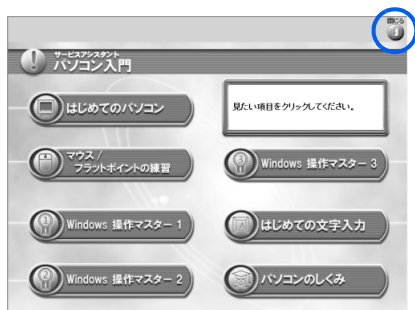 閉じる
サービスアシスタント
パソコン入門
はじめてのパソコン
見たい項目をクリックしてください。
マウス /
フラットポイントの練習
3
Windows 操作マスター 3
1
Windows 操作マスター 1
はじめての文字入力
2
Windows 操作マスター 2
パソコンのしくみ